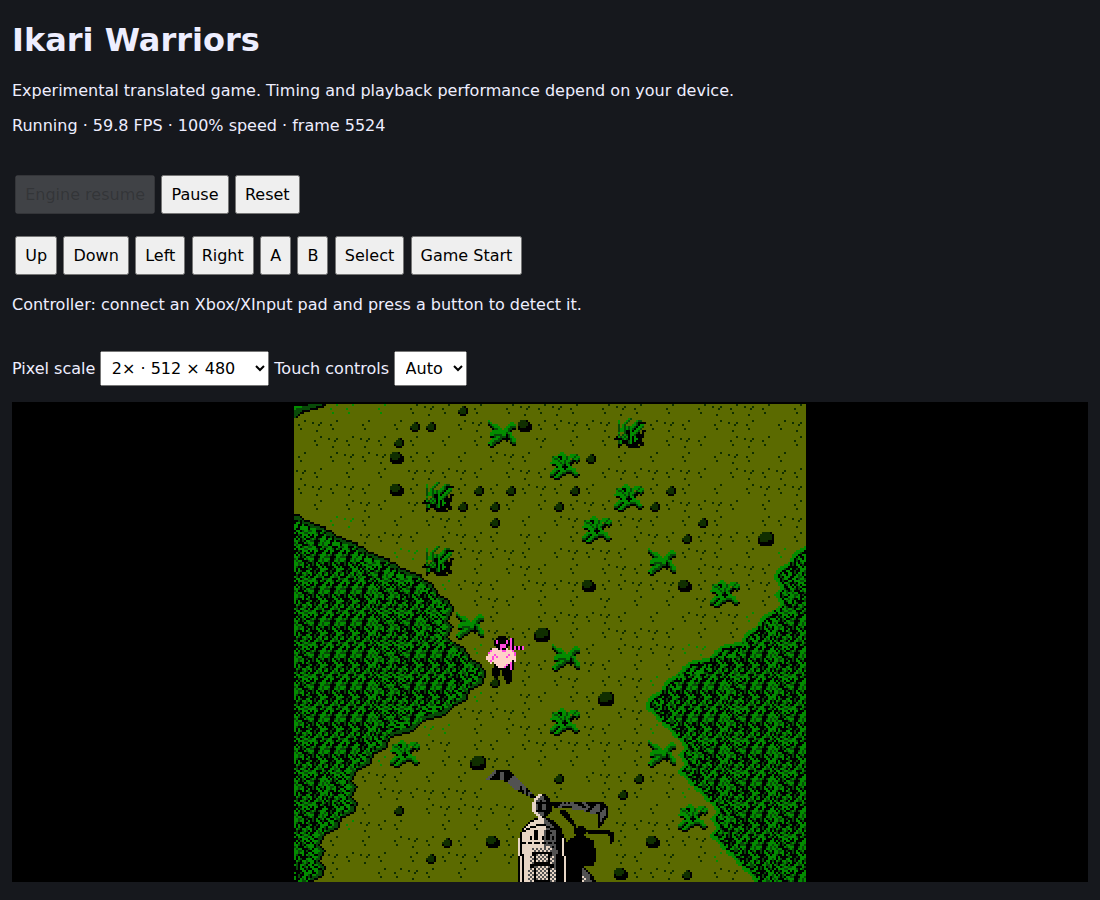 Ikari Warriors
Experimental translated game. Timing and playback performance depend on your device.
Running · 59.8 FPS · 100% speed · frame 5524
Engine resume Pause Reset
Up Down Left Right A B Select Game Start
Controller: connect an Xbox/XInput pad and press a button to detect it.
Pixel scale 2× · 512 × 480 Touch controls Auto